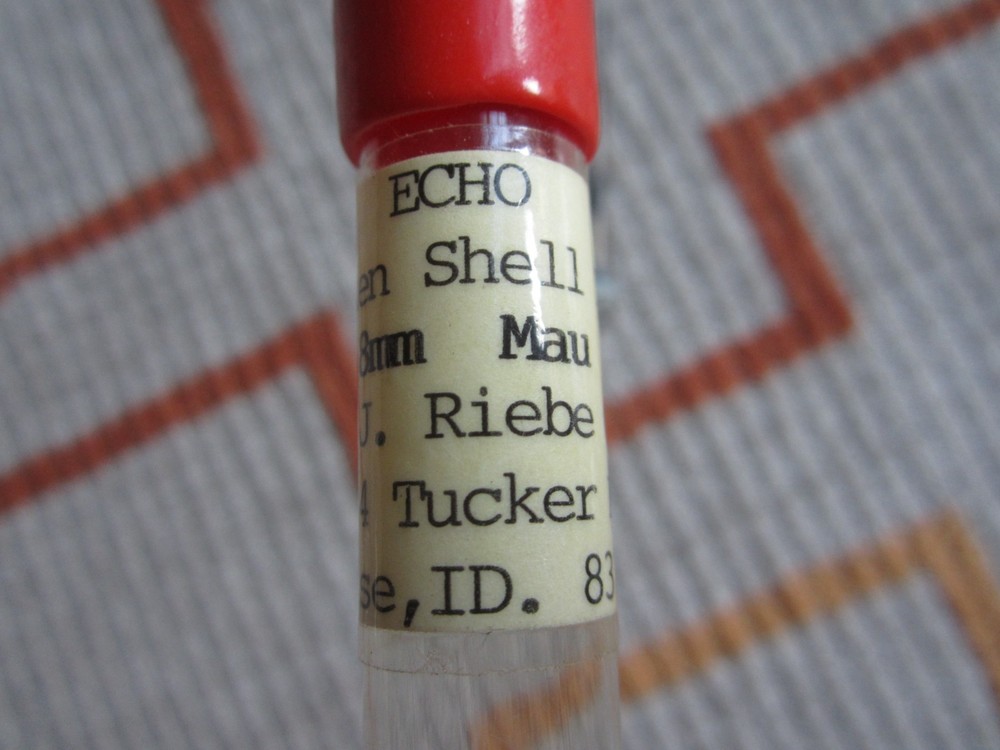 ECHO
en Shell
8mm Mau
J. Riebe
4 Tucker
se,ID. 83